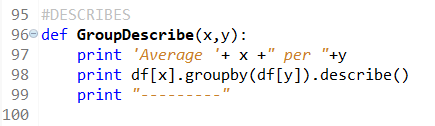 95 #DESCRIBES
96 def GroupDescribe(x,y):
97     print 'Average '+ x +" per "+y
98     print df[x].groupby(df[y]).describe()
99     print "---------"
100